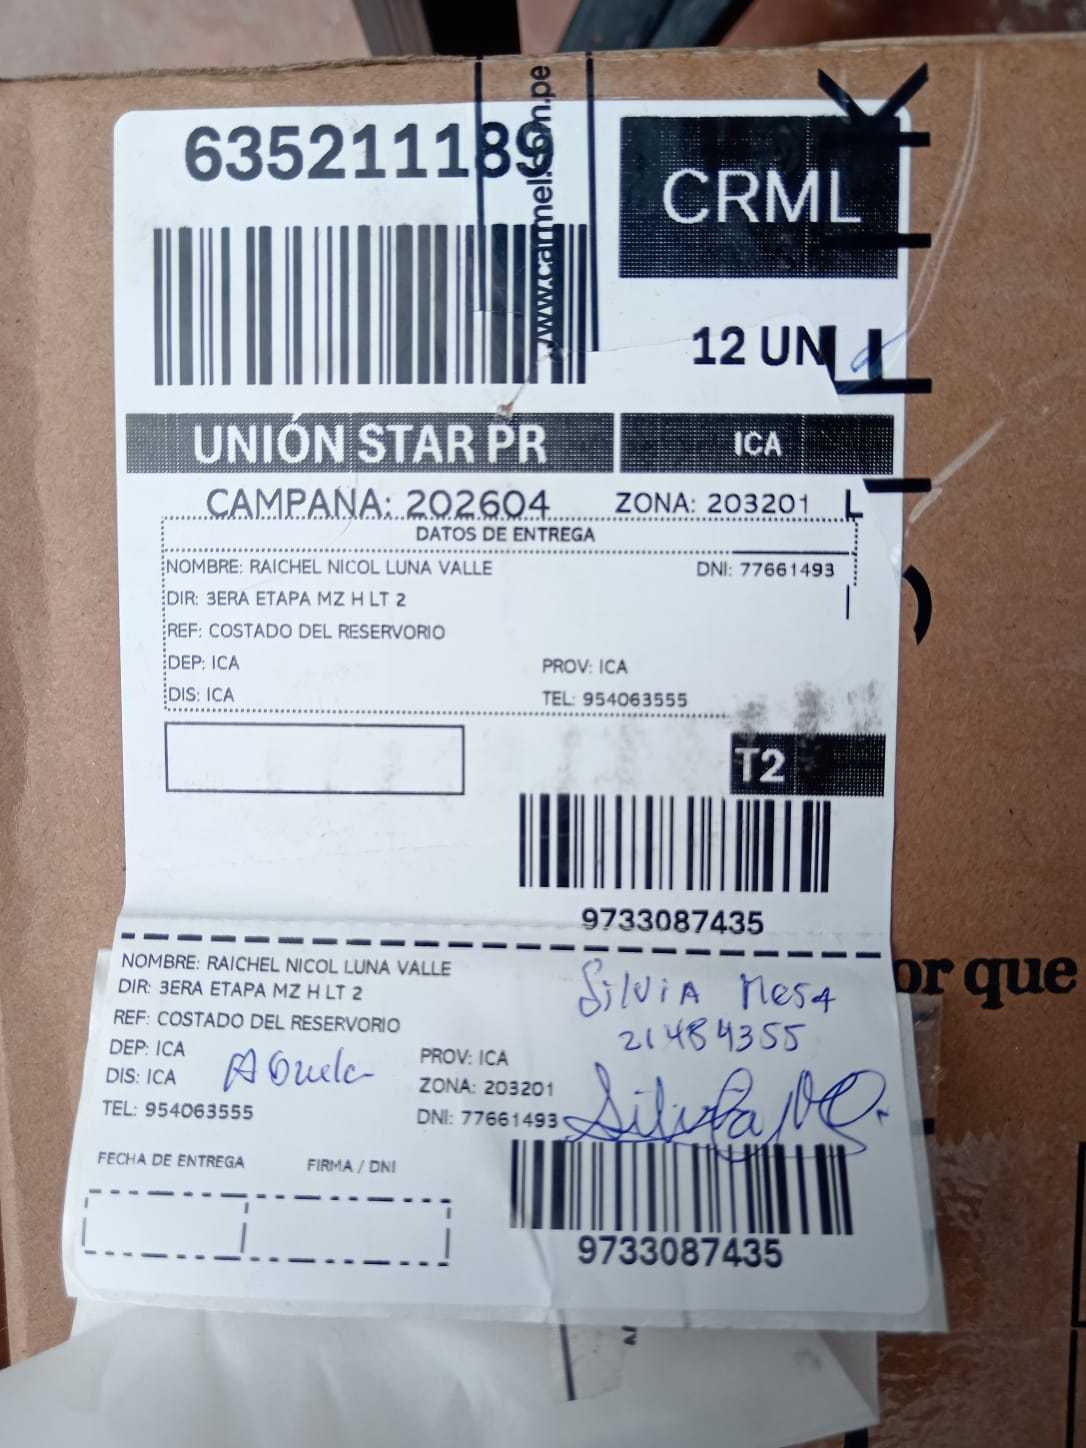 www.carmel.com.pe
635211189
CRML
12 UN
UNIÓN STAR PR ICA
CAMPAÑA: 202604 ZONA: 203201 L
DATOS DE ENTREGA
NOMBRE: RAICHEL NICOL LUNA VALLE DNI: 77661493
DIR: 3ERA ETAPA MZ H LT 2
REF: COSTADO DEL RESERVORIO
DEP: ICA PROV: ICA
DIS: ICA TEL: 954063555
T2
9733087435
or que
NOMBRE: RAICHEL NICOL LUNA VALLE
DIR: 3ERA ETAPA MZ H LT 2
REF: COSTADO DEL RESERVORIO
DEP: ICA PROV: ICA
DIS: ICA ZONA: 203201
TEL: 954063555 DNI: 77661493
Silvia Mesa
21484355
FECHA DE ENTREGA FIRMA / DNI
9733087435